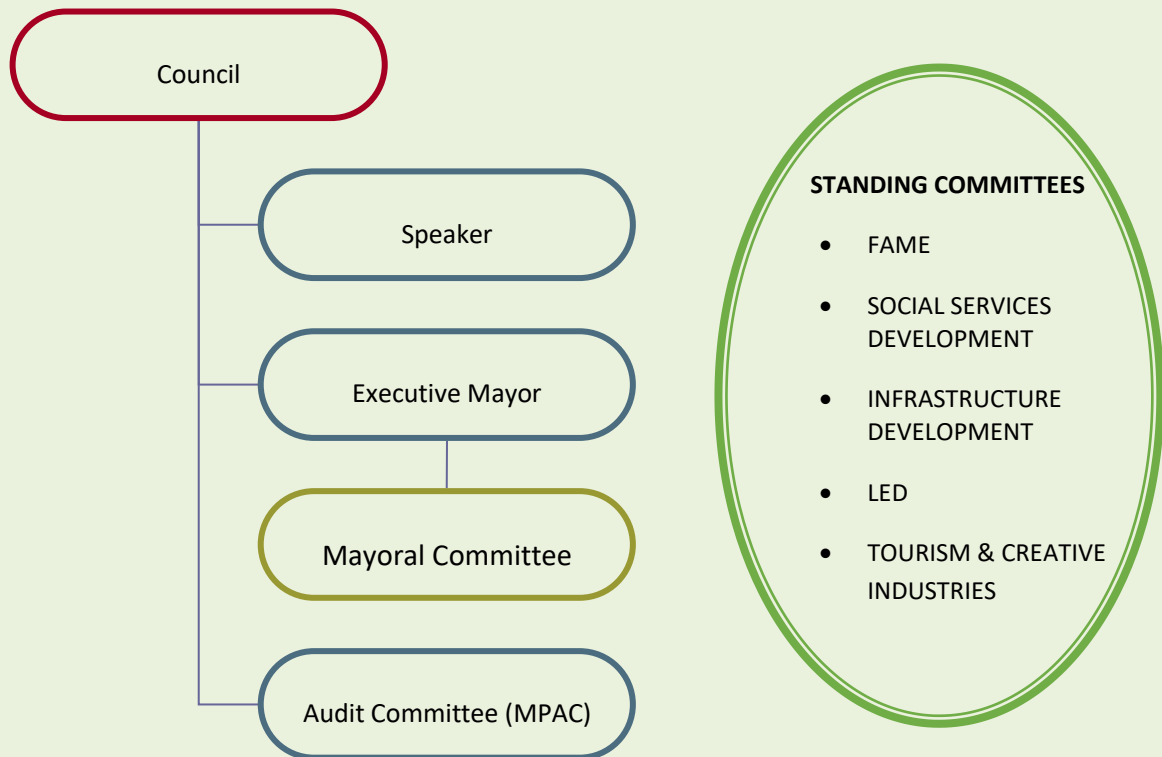 Council
Speaker
Executive Mayor
Mayoral Committee
Audit Committee (MPAC)
STANDING COMMITTEES
• FAME
• SOCIAL SERVICES
DEVELOPMENT
• INFRASTRUCTURE
DEVELOPMENT
• LED
• TOURISM & CREATIVE
INDUSTRIES